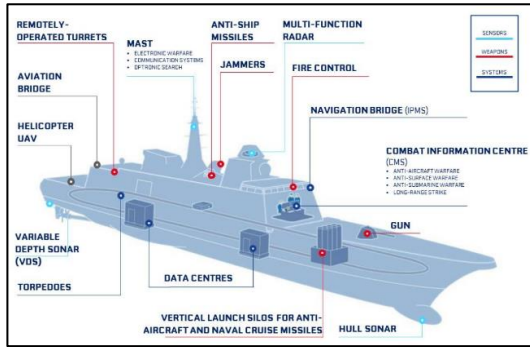 REMOTELY-
OPERATED TURRETS
MAST
• ELECTRONIC WARFARE
• COMMUNICATION SYSTEMS
• OPTRONIC SEARCH
ANTI-SHIP
MISSILES
JAMMERS
MULTI-FUNCTION
RADAR
FIRE CONTROL
SENSORS
WEAPONS
SYSTEMS
AVIATION
BRIDGE
NAVIGATION BRIDGE (IPMS)
HELICOPTER
UAV
COMBAT INFORMATION CENTRE
(CMS)
• ANTI-AIRCRAFT WARFARE
• ANTI-SURFACE WARFARE
• ANTI-SUBMARINE WARFARE
• LONG-RANGE STRIKE
VARIABLE
DEPTH SONAR
(VDS)
GUN
TORPEDOES
DATA CENTRES
VERTICAL LAUNCH SILOS FOR ANTI-
AIRCRAFT AND NAVAL CRUISE MISSILES
HULL SONAR